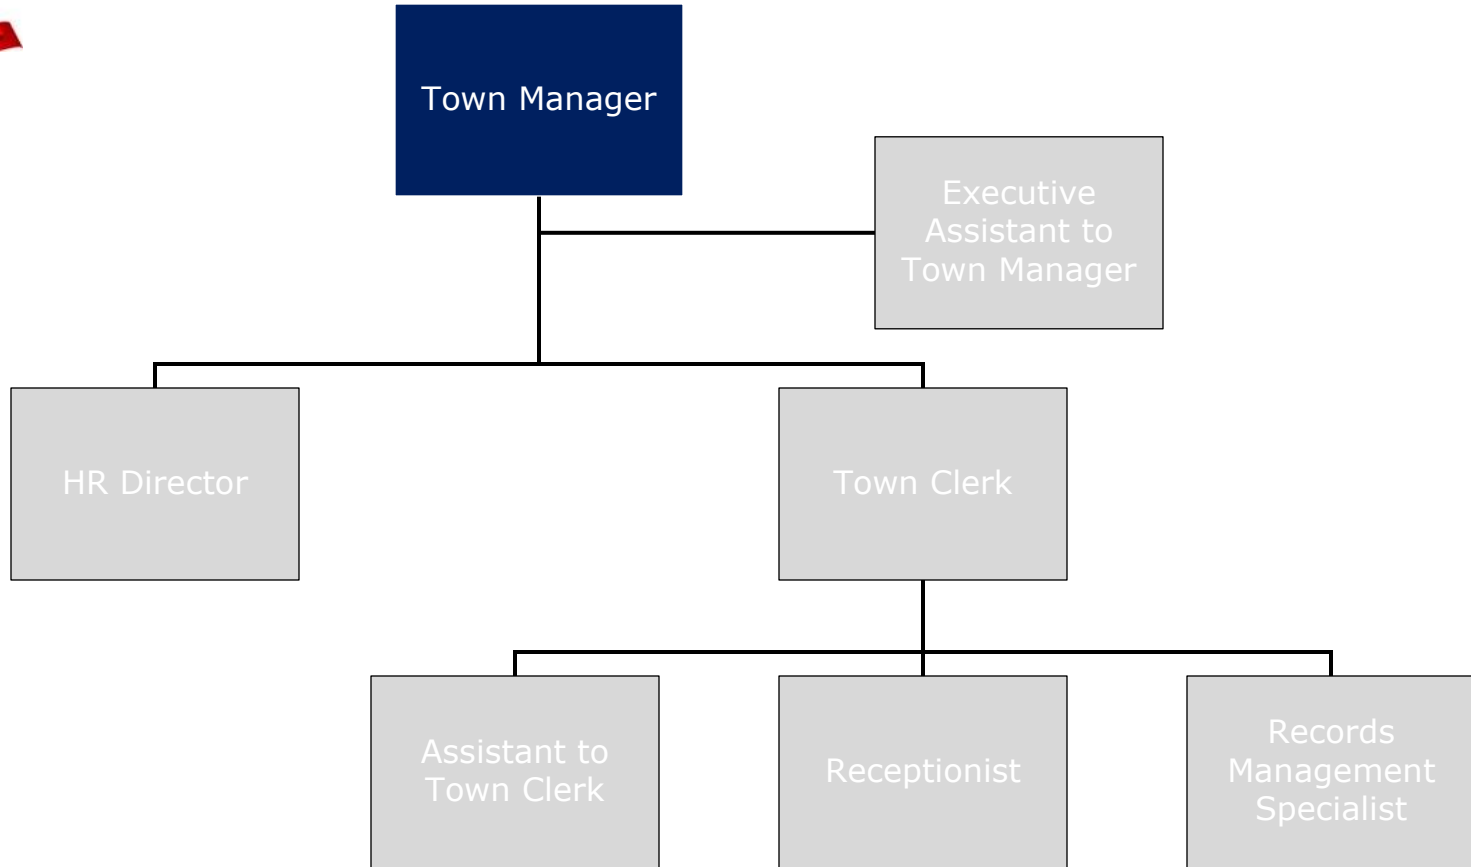 Town Manager
Executive
Assistant to
Town Manager
HR Director
Town Clerk
Assistant to
Town Clerk
Receptionist
Records
Management
Specialist